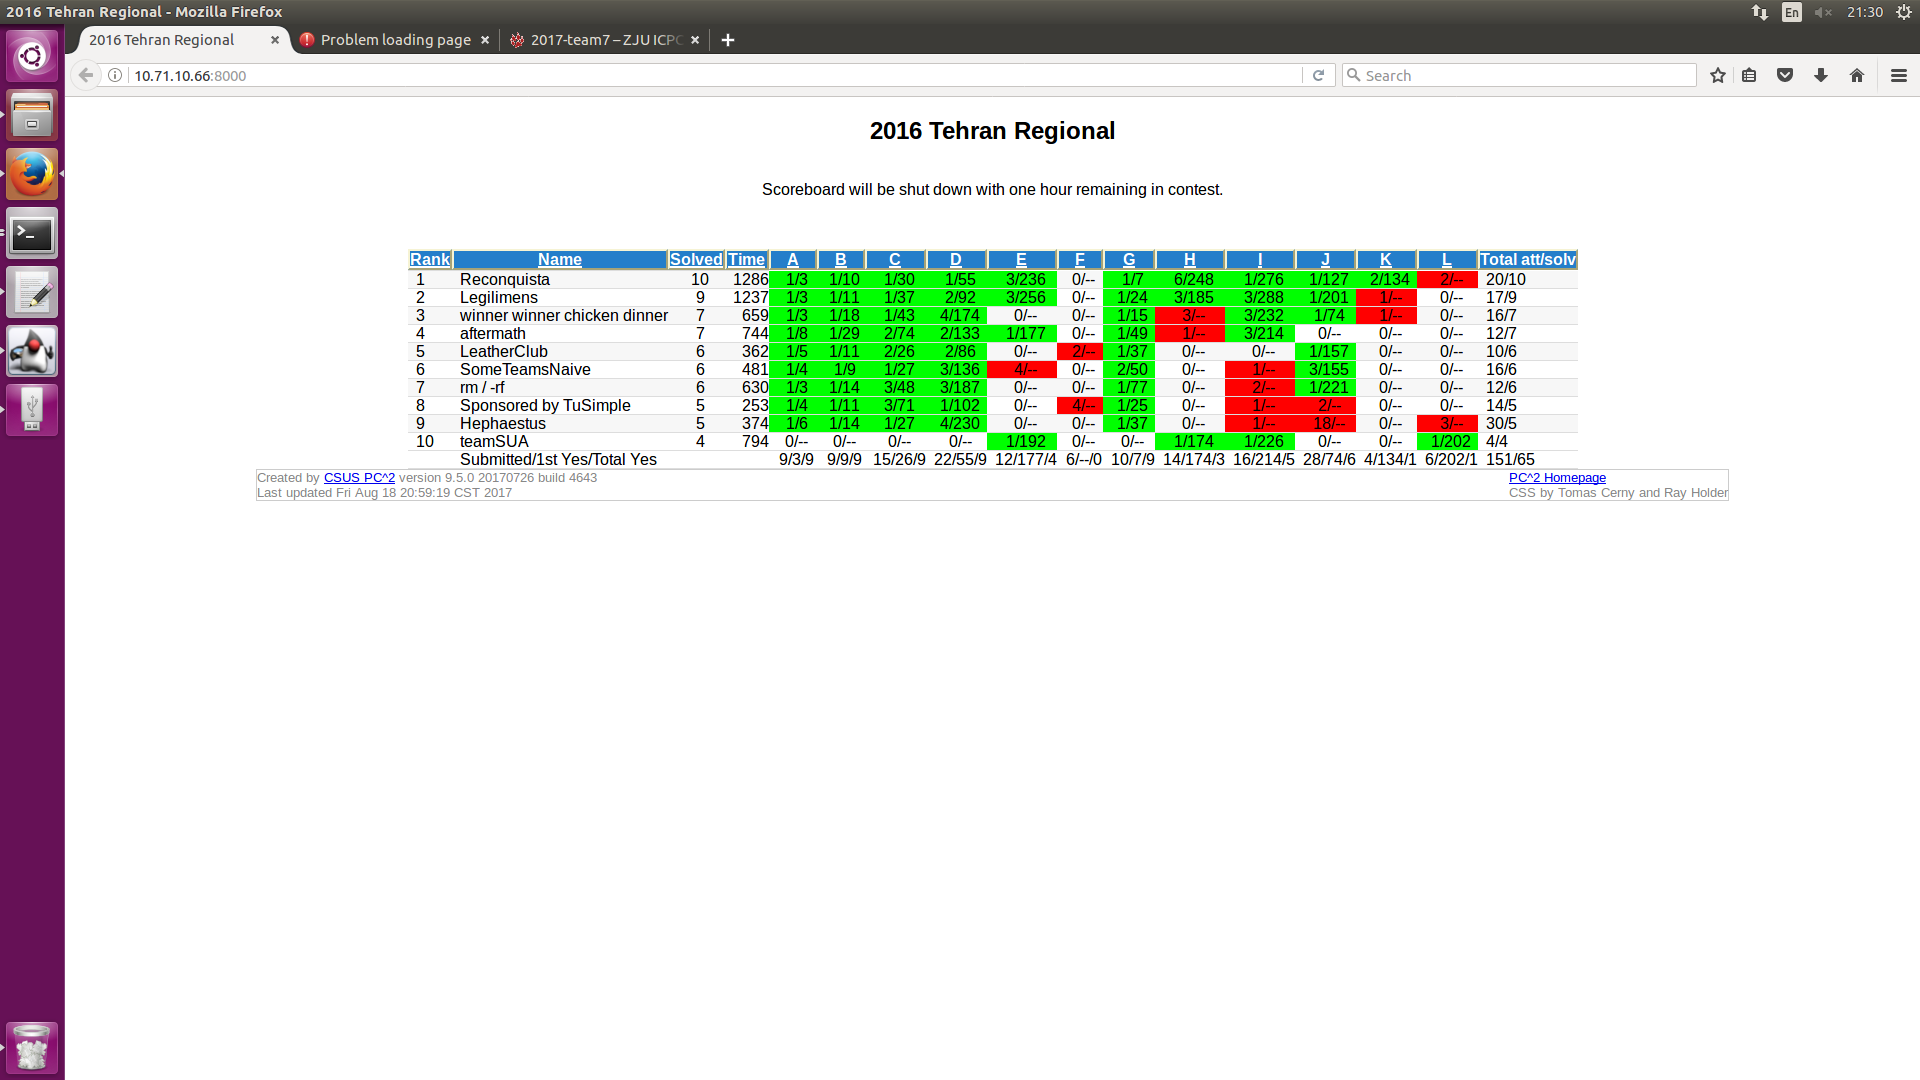 2016 Tehran Regional - Mozilla Firefox En 21:30
2016 Tehran Regional Problem loading page 2017-team7 – ZJU ICPC
10.71.10.66:8000 Search
2016 Tehran Regional
Scoreboard will be shut down with one hour remaining in contest.
Rank Name Solved Time A B C D E F G H I J K L Total att/solv
1 Reconquista 10 1286 1/3 1/10 1/30 1/55 3/236 0/-- 1/7 6/248 1/276 1/127 2/134 2/-- 20/10
2 Legilimens 9 1237 1/3 1/11 1/37 2/92 3/256 0/-- 1/24 3/185 3/288 1/201 1/-- 0/-- 17/9
3 winner winner chicken dinner 7 659 1/3 1/18 1/43 4/174 0/-- 0/-- 1/15 3/-- 3/232 1/74 1/-- 0/-- 16/7
4 aftermath 7 744 1/8 1/29 2/74 2/133 1/177 0/-- 1/49 1/-- 3/214 0/-- 0/-- 0/-- 12/7
5 LeatherClub 6 362 1/5 1/11 2/26 2/86 0/-- 2/-- 1/37 0/-- 0/-- 1/157 0/-- 0/-- 10/6
6 SomeTeamsNaive 6 481 1/4 1/9 1/27 3/136 4/-- 0/-- 2/50 0/-- 1/-- 3/155 0/-- 0/-- 16/6
7 rm / -rf 6 630 1/3 1/14 3/48 3/187 0/-- 0/-- 1/77 0/-- 2/-- 1/221 0/-- 0/-- 12/6
8 Sponsored by TuSimple 5 253 1/4 1/11 3/71 1/102 0/-- 4/-- 1/25 0/-- 1/-- 2/-- 0/-- 0/-- 14/5
9 Hephaestus 5 374 1/6 1/14 1/27 4/230 0/-- 0/-- 1/37 0/-- 1/-- 18/-- 0/-- 3/-- 30/5
10 teamSUA 4 794 0/-- 0/-- 0/-- 0/-- 1/192 0/-- 0/-- 1/174 1/226 0/-- 0/-- 1/202 4/4
Submitted/1st Yes/Total Yes 9/3/9 9/9/9 15/26/9 22/55/9 12/177/4 6/--/0 10/7/9 14/174/3 16/214/5 28/74/6 4/134/1 6/202/1 151/65
Created by CSUS PC^2 version 9.5.0 20170726 build 4643 PC^2 Homepage
Last updated Fri Aug 18 20:59:19 CST 2017 CSS by Tomas Cerny and Ray Holder